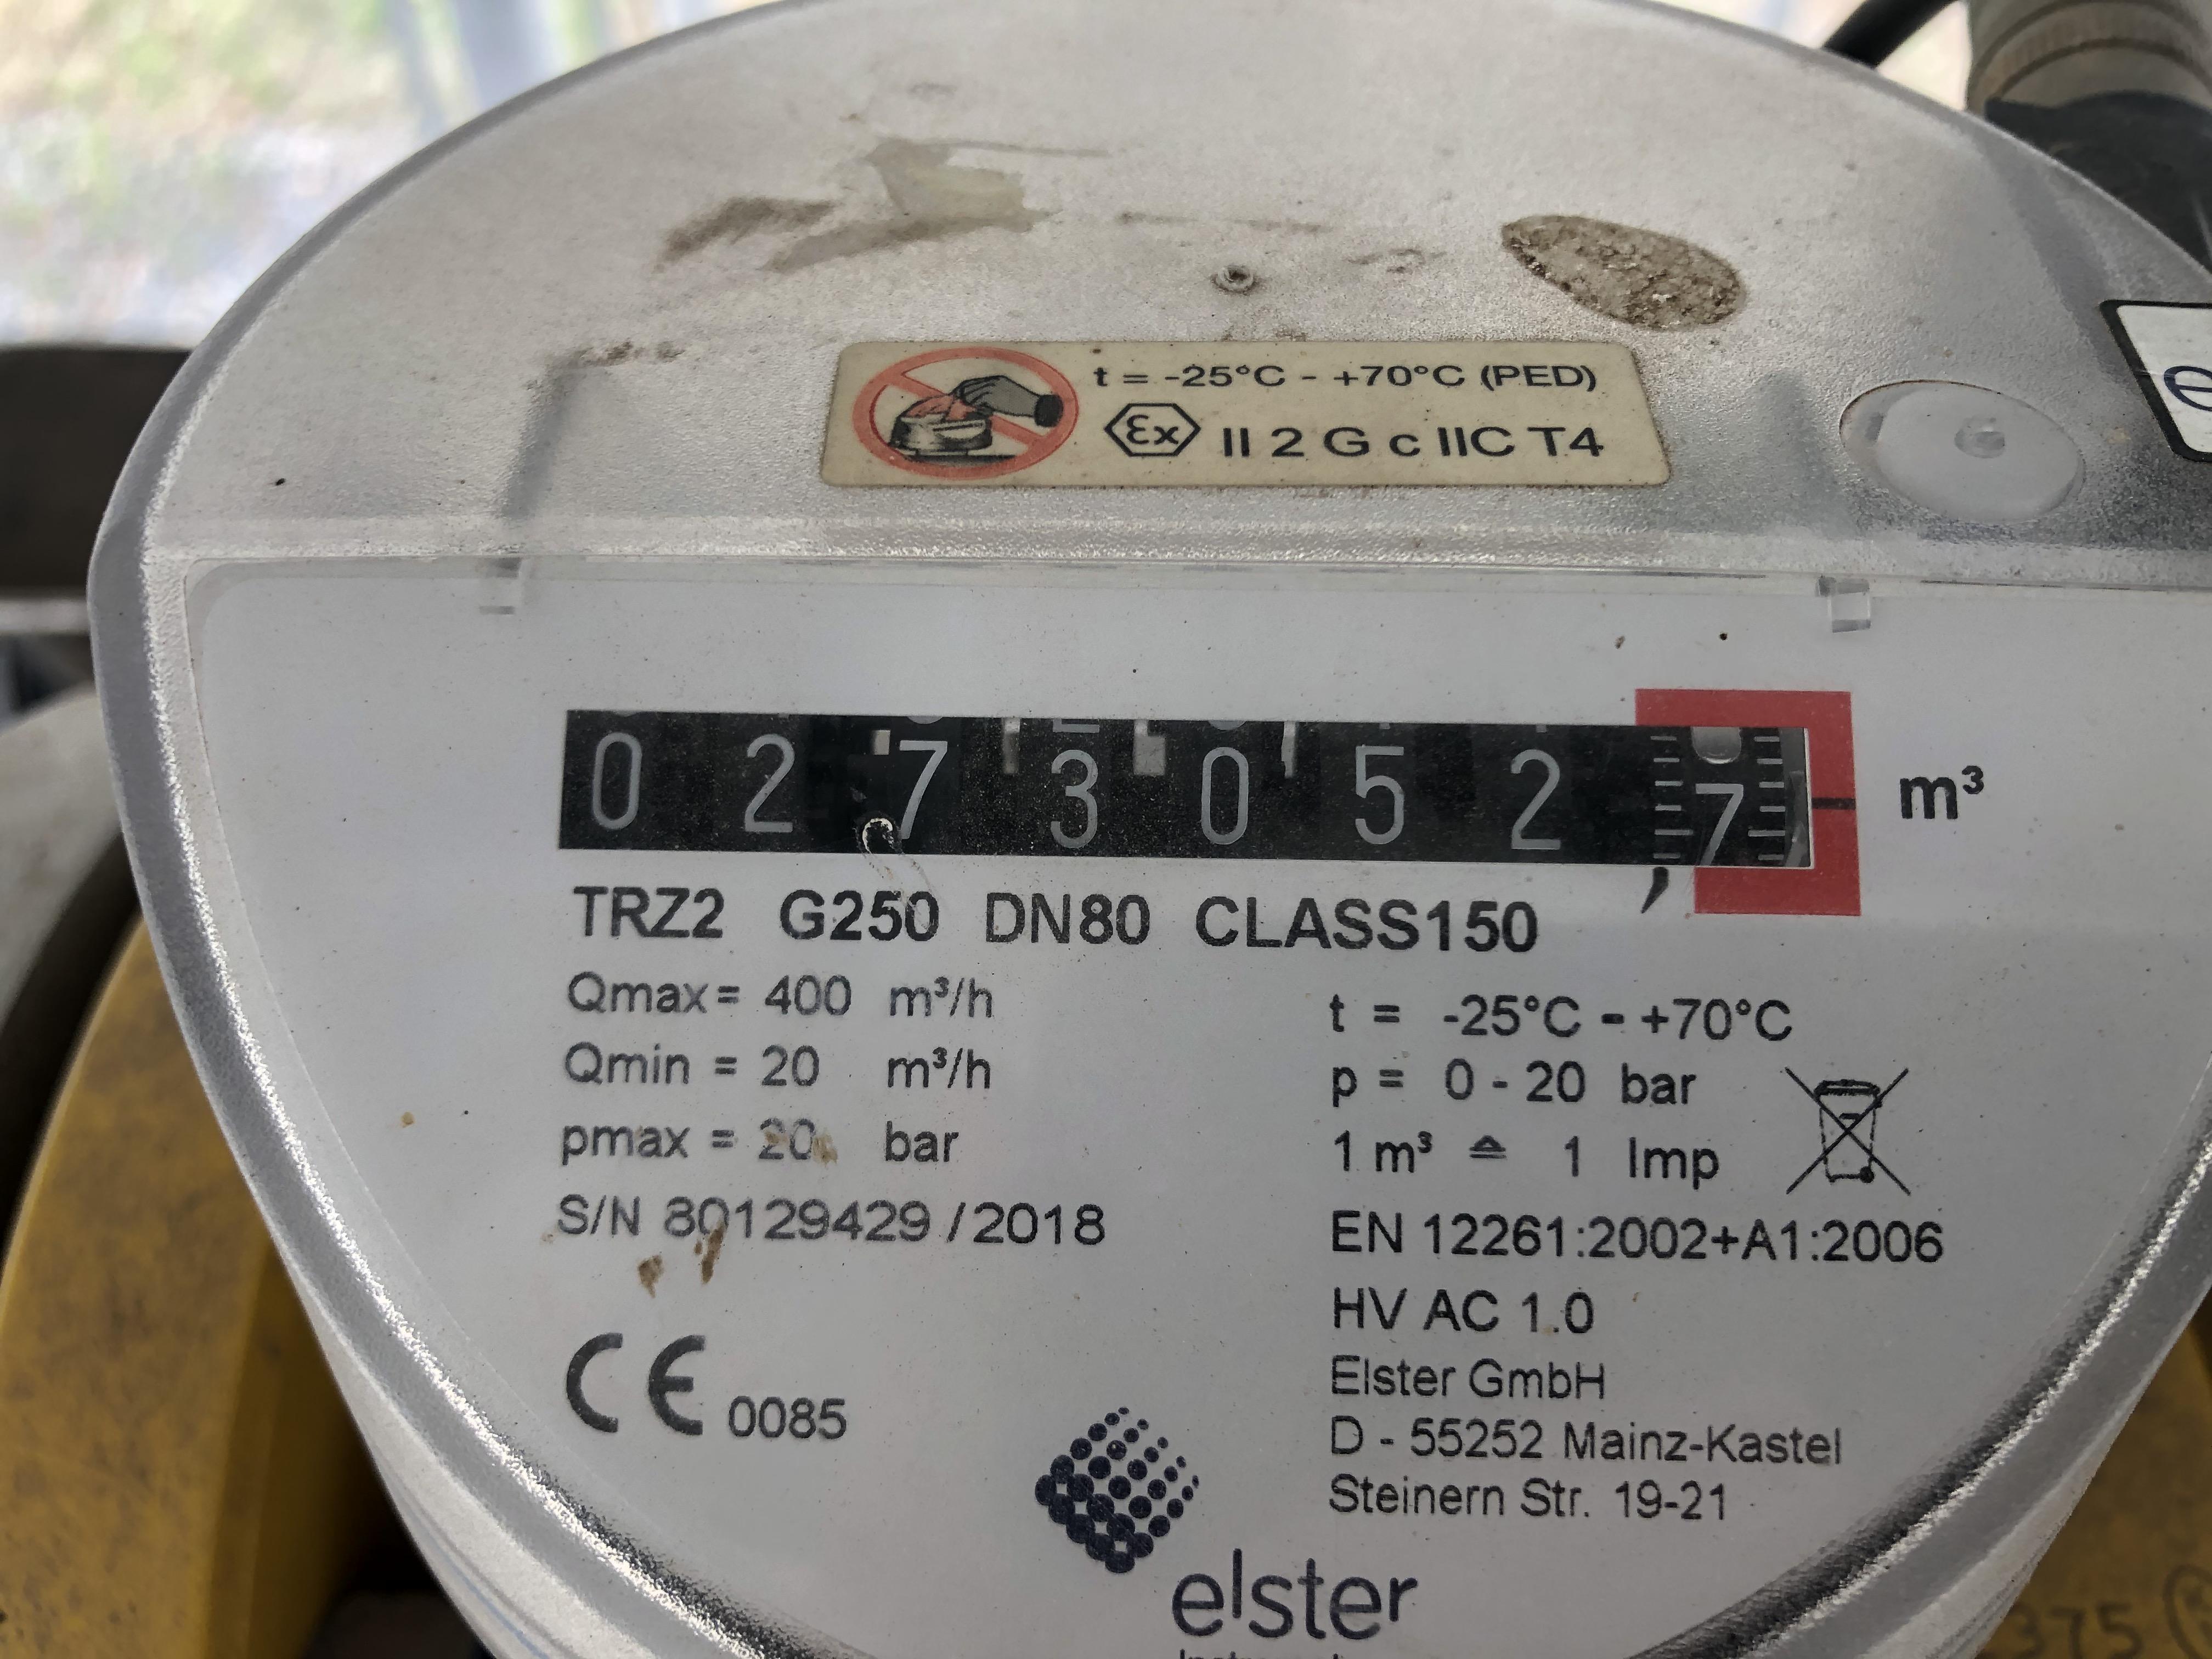 t = -25°C - +70°C (PED)
Ex II 2 G c IIC T4
e
0 2 7 3 0 5 2 , 7 m³
TRZ2 G250 DN80 CLASS150
Qmax = 400 m³/h
Qmin = 20 m³/h
pmax = 20 bar
S/N 80129429 / 2018
t = -25°C - +70°C
p = 0 - 20 bar
1 m³ ≙ 1 Imp
EN 12261:2002+A1:2006
HV AC 1.0
Elster GmbH
D - 55252 Mainz-Kastel
Steinern Str. 19-21
CE 0085
elster
375